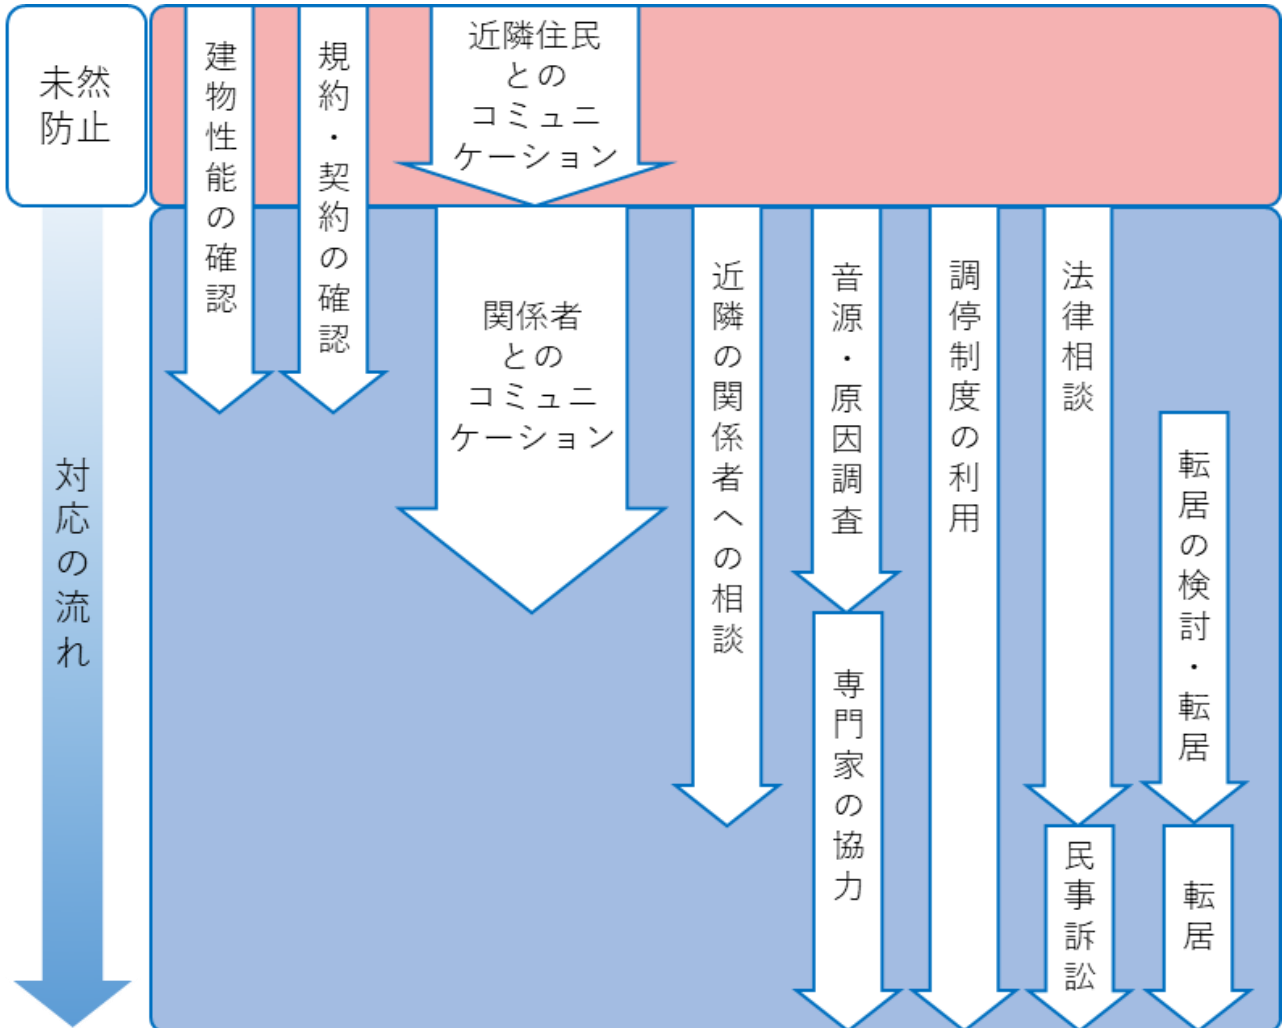 未然
防止
対応の流れ
建物性能の確認
規約・契約の確認
近隣住民
との
コミュニ
ケーション
関係者
との
コミュニ
ケーション
近隣の関係者への相談
音源・原因調査
専門家の協力
調停制度の利用
法律相談
民事訴訟
転居の検討・転居
転居